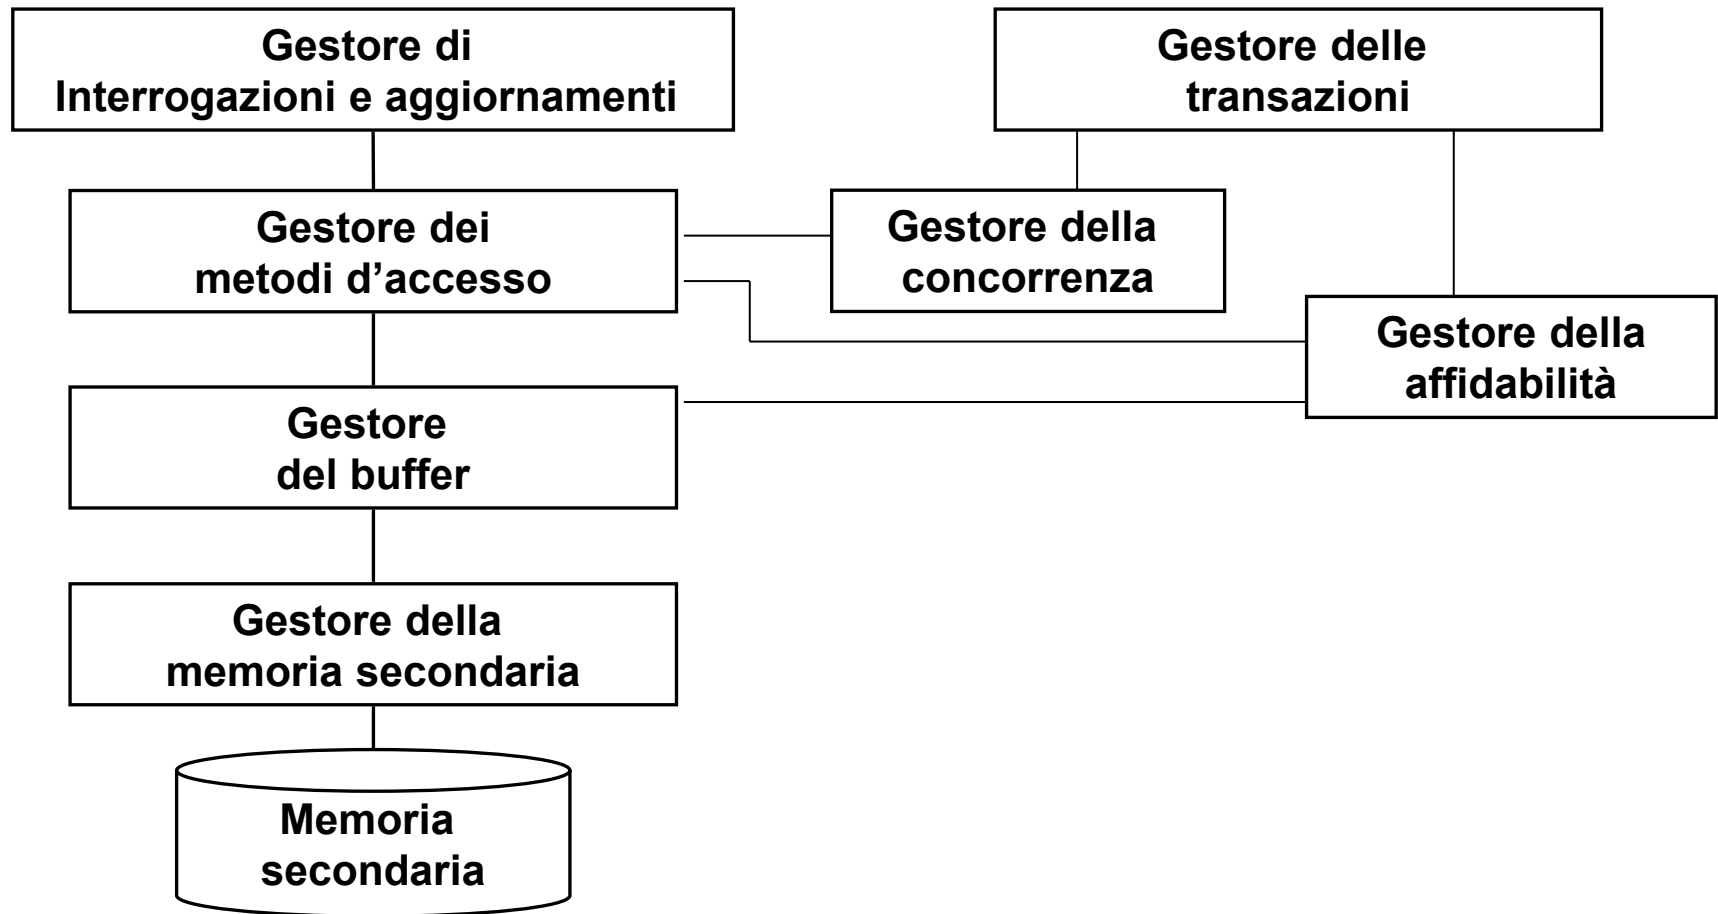 Gestore di
Interrogazioni e aggiornamenti
Gestore delle
transazioni
Gestore dei
metodi d’accesso
Gestore della
concorrenza
Gestore della
affidabilità
Gestore
del buffer
Gestore della
memoria secondaria
Memoria
secondaria